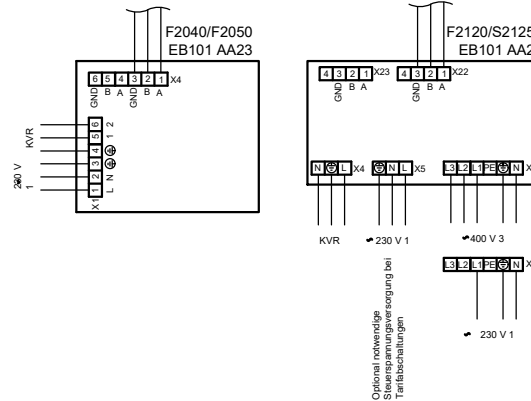 F2040/F2050
EB101 AA23
6 5 4 3 2 1 X4
GND B A GND B A
6 2
5 1
4
3
2 N
1 L
X1
KVR
230 V
1
F2120/S2125
EB101 AA2
4 3 2 1 X23
GND B A
4 3 2 1 X22
GND B A
N L X4
N L X5
L3 L2 L1 PE N X
KVR
230 V 1
400 V 3
L3 L2 L1 PE N X
230 V 1
Optional notwendige
Steuerspannungsversorgung bei
Tarifabschaltungen